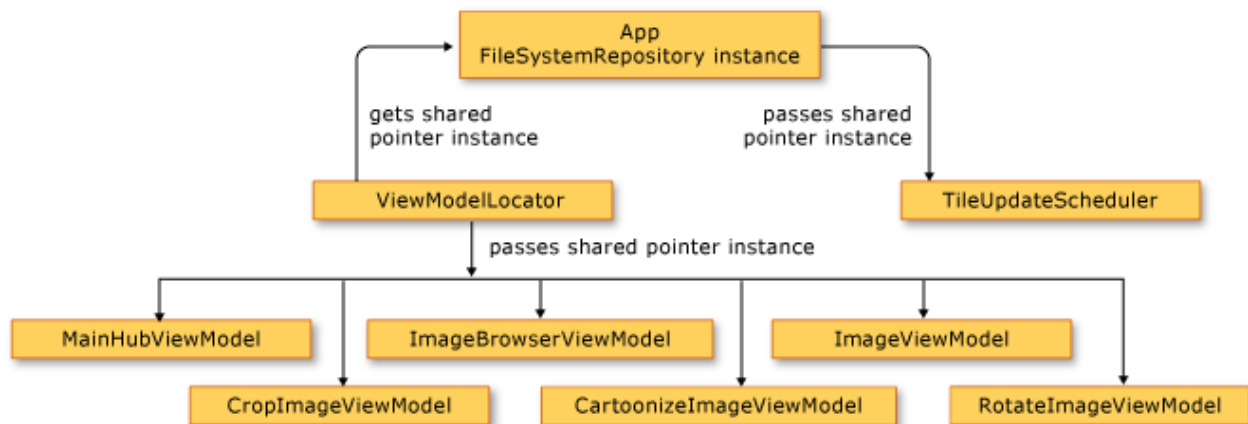 App
FileSystemRepository instance
gets shared
pointer instance
passes shared
pointer instance
ViewModelLocator
TileUpdateScheduler
passes shared pointer instance
MainHubViewModel
ImageBrowserViewModel
ImageViewModel
CropImageViewModel
CartoonizeImageViewModel
RotateImageViewModel